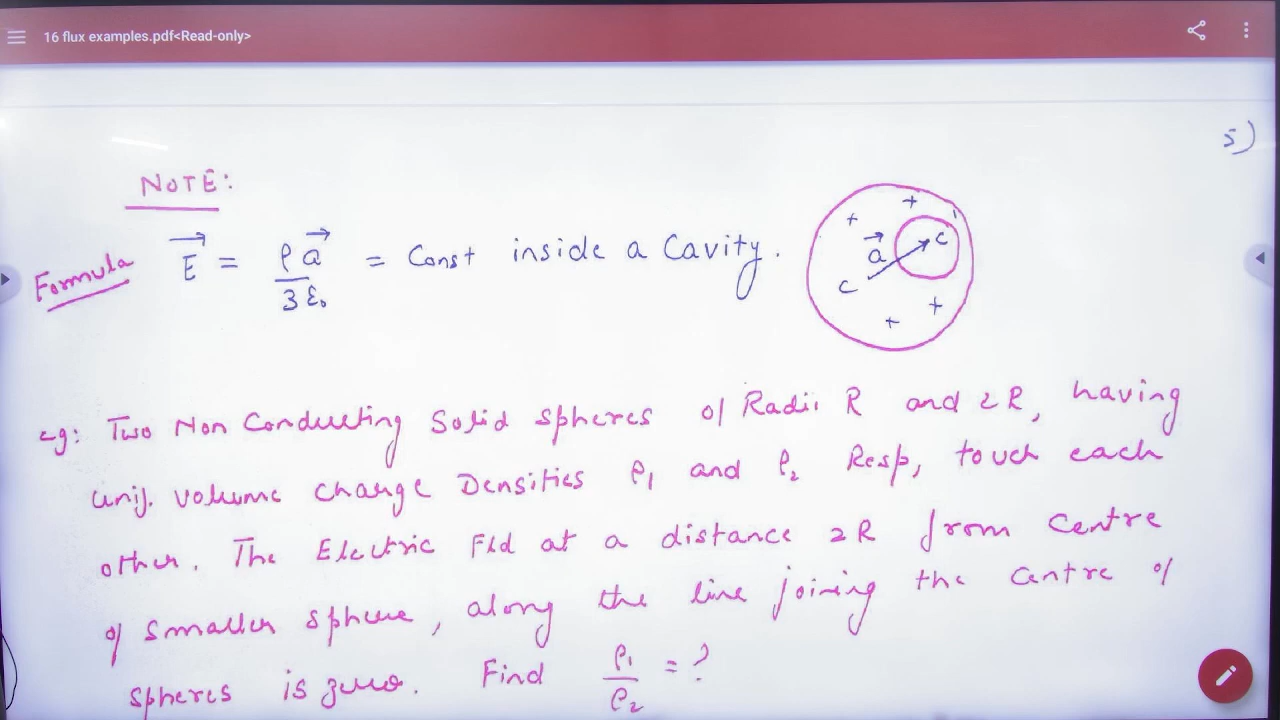 16 flux examples.pdf<Read-only>
5)
NOTE:
Formula E = ρ a / 3 ε₀ = Const inside a Cavity.
+ + a c c + +
eg: Two Non Conducting Solid spheres of Radii R and 2R, having
unif. volume charge Densities ρ₁ and ρ₂ Resp, touch each
other. The Electric Fld at a distance 2R from Centre
of smaller sphere, along the line joining the centre of
spheres is zero. Find ρ₁ / ρ₂ = ?